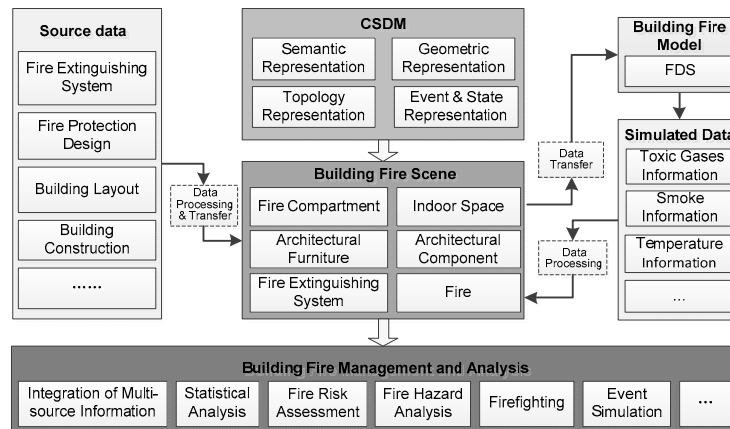 Source data
Fire Extinguishing
System
Fire Protection
Design
Building Layout
Building
Construction
......
Data
Processing
& Transfer
CSDM
Semantic
Representation
Geometric
Representation
Topology
Representation
Event & State
Representation
Building Fire Scene
Fire Compartment
Indoor Space
Architectural
Furniture
Architectural
Component
Fire Extinguishing
System
Fire
Data
Transfer
Data
Processing
Building Fire
Model
FDS
Simulated Data
Toxic Gases
Information
Smoke
Information
Temperature
Information
...
Building Fire Management and Analysis
Integration of Multi-
source Information
Statistical
Analysis
Fire Risk
Assessment
Fire Hazard
Analysis
Firefighting
Event
Simulation
...